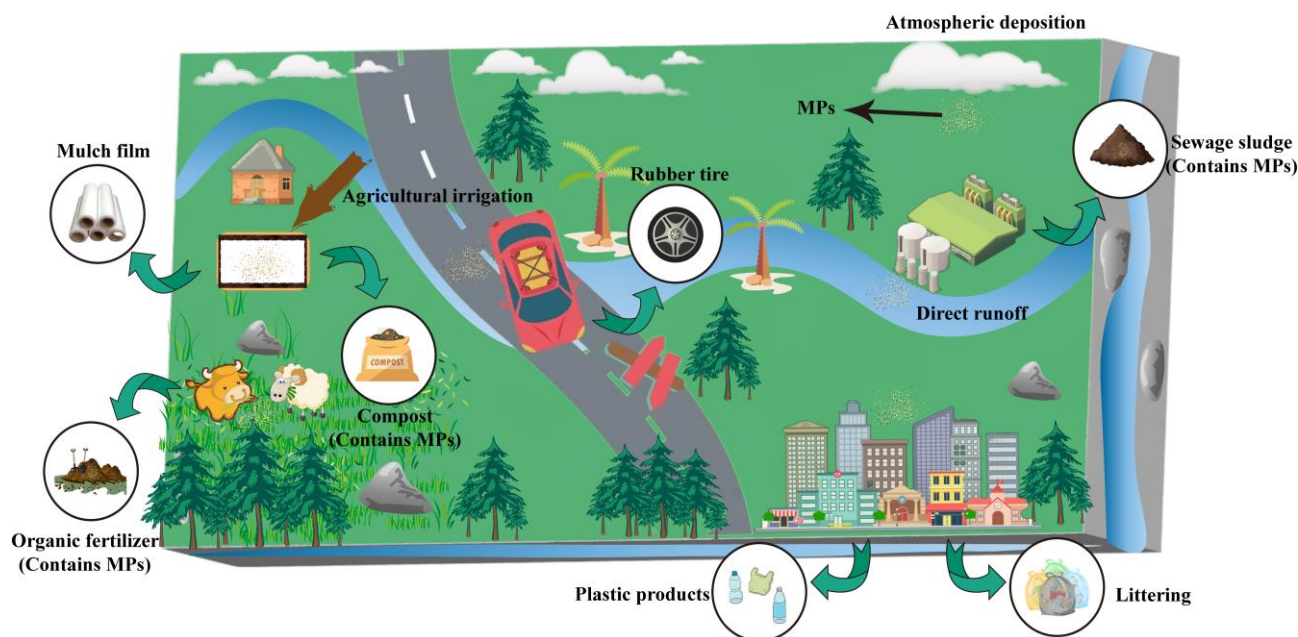 Atmospheric deposition
MPs
Sewage sludge
(Contains MPs)
Mulch film
Rubber tire
Agricultural irrigation
Direct runoff
COMPOST
Compost
(Contains MPs)
Organic fertilizer
(Contains MPs)
Plastic products
Littering